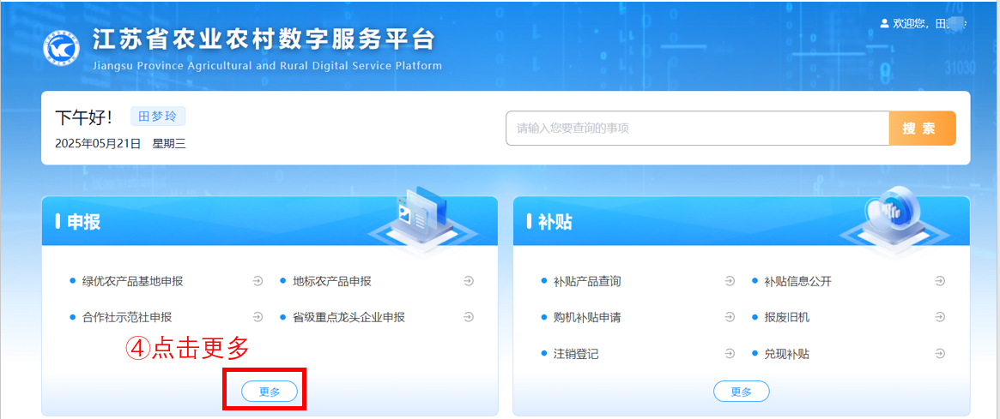 江苏省农业农村数字服务平台
Jiangsu Province Agricultural and Rural Digital Service Platform
欢迎您，田
下午好！ 田梦玲
2025年05月21日 星期三
请输入您要查询的事项
搜索
申报
绿优农产品基地申报
地标农产品申报
合作社示范社申报
省级重点龙头企业申报
④点击更多
更多
补贴
补贴产品查询
补贴信息公开
购机补贴申请
报废旧机
注销登记
兑现补贴
更多